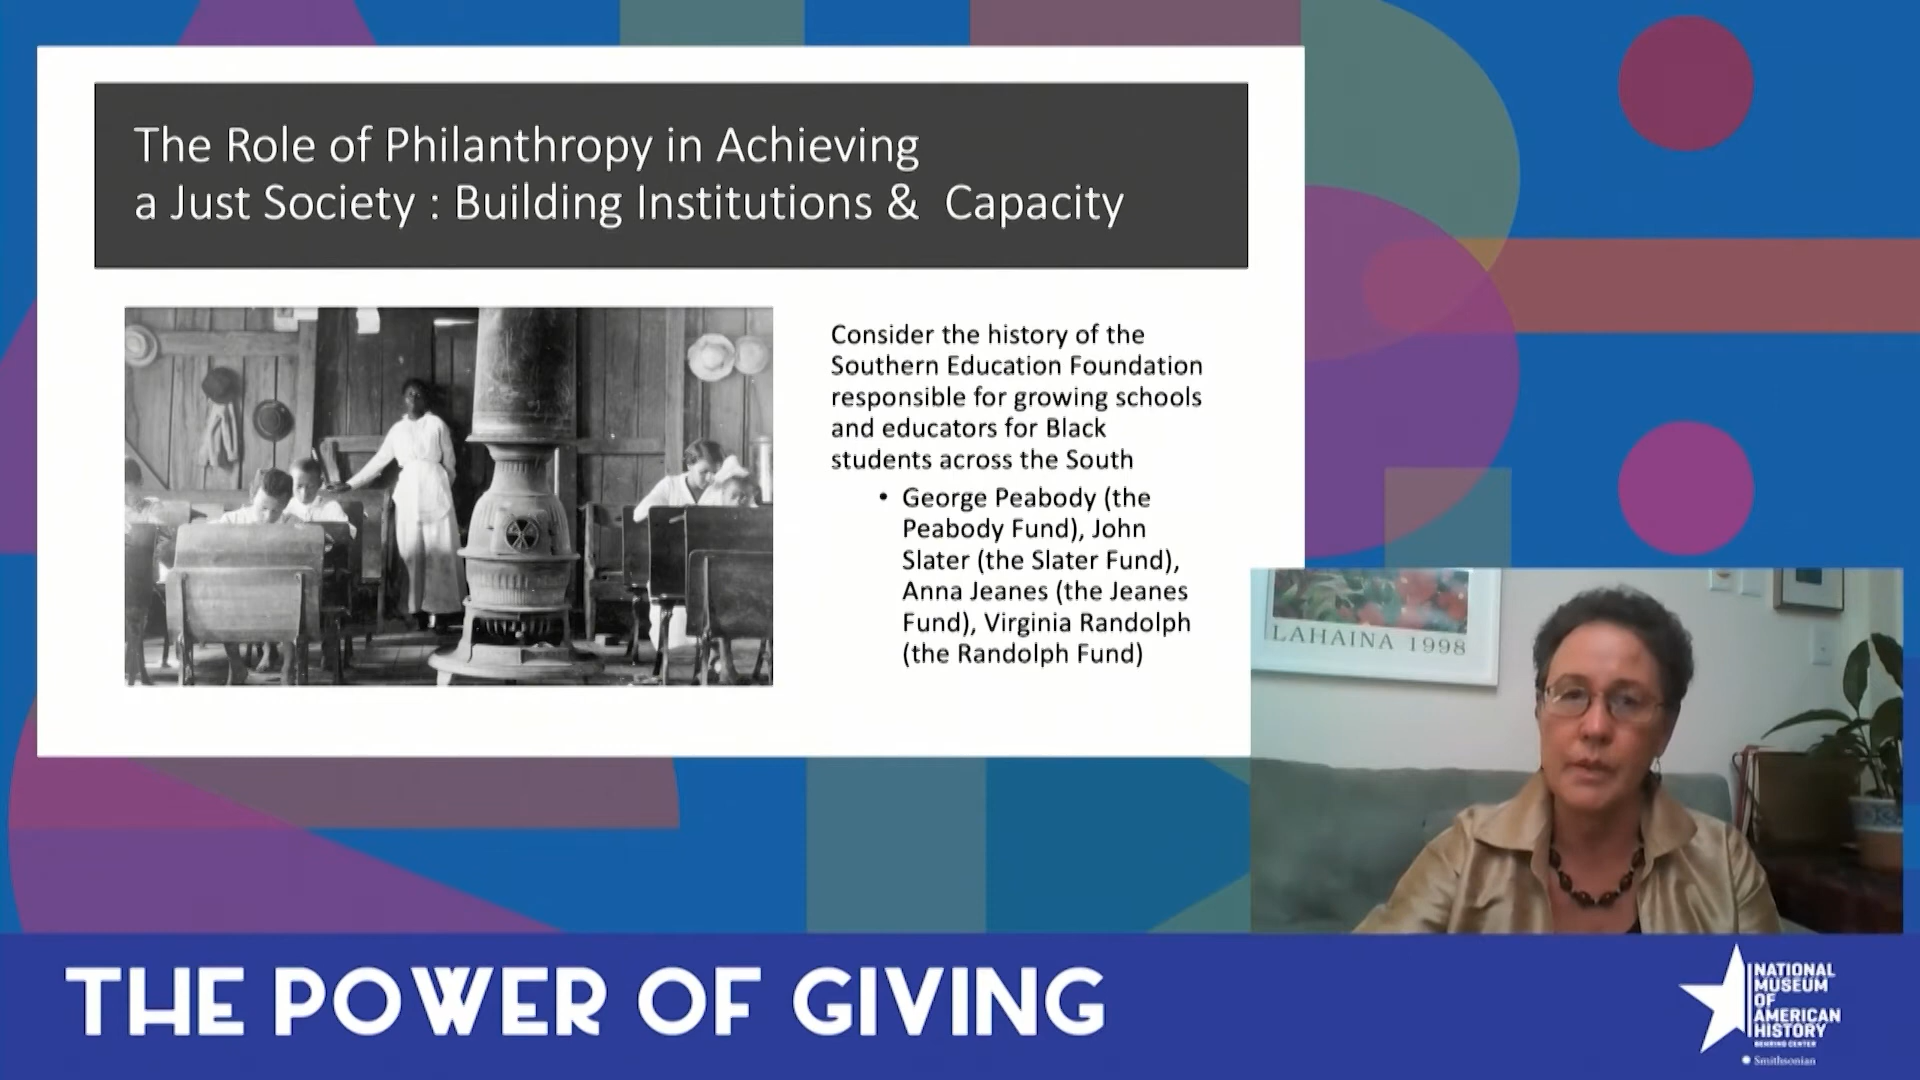 The Role of Philanthropy in Achieving
a Just Society : Building Institutions &  Capacity
Consider the history of the
Southern Education Foundation
responsible for growing schools
and educators for Black
students across the South
• George Peabody (the
Peabody Fund), John
Slater (the Slater Fund),
Anna Jeanes (the Jeanes
Fund), Virginia Randolph
(the Randolph Fund)
LAHAINA 1998
THE POWER OF GIVING
NATIONAL
MUSEUM
OF
AMERICAN
HISTORY
BEHRING CENTER
Smithsonian